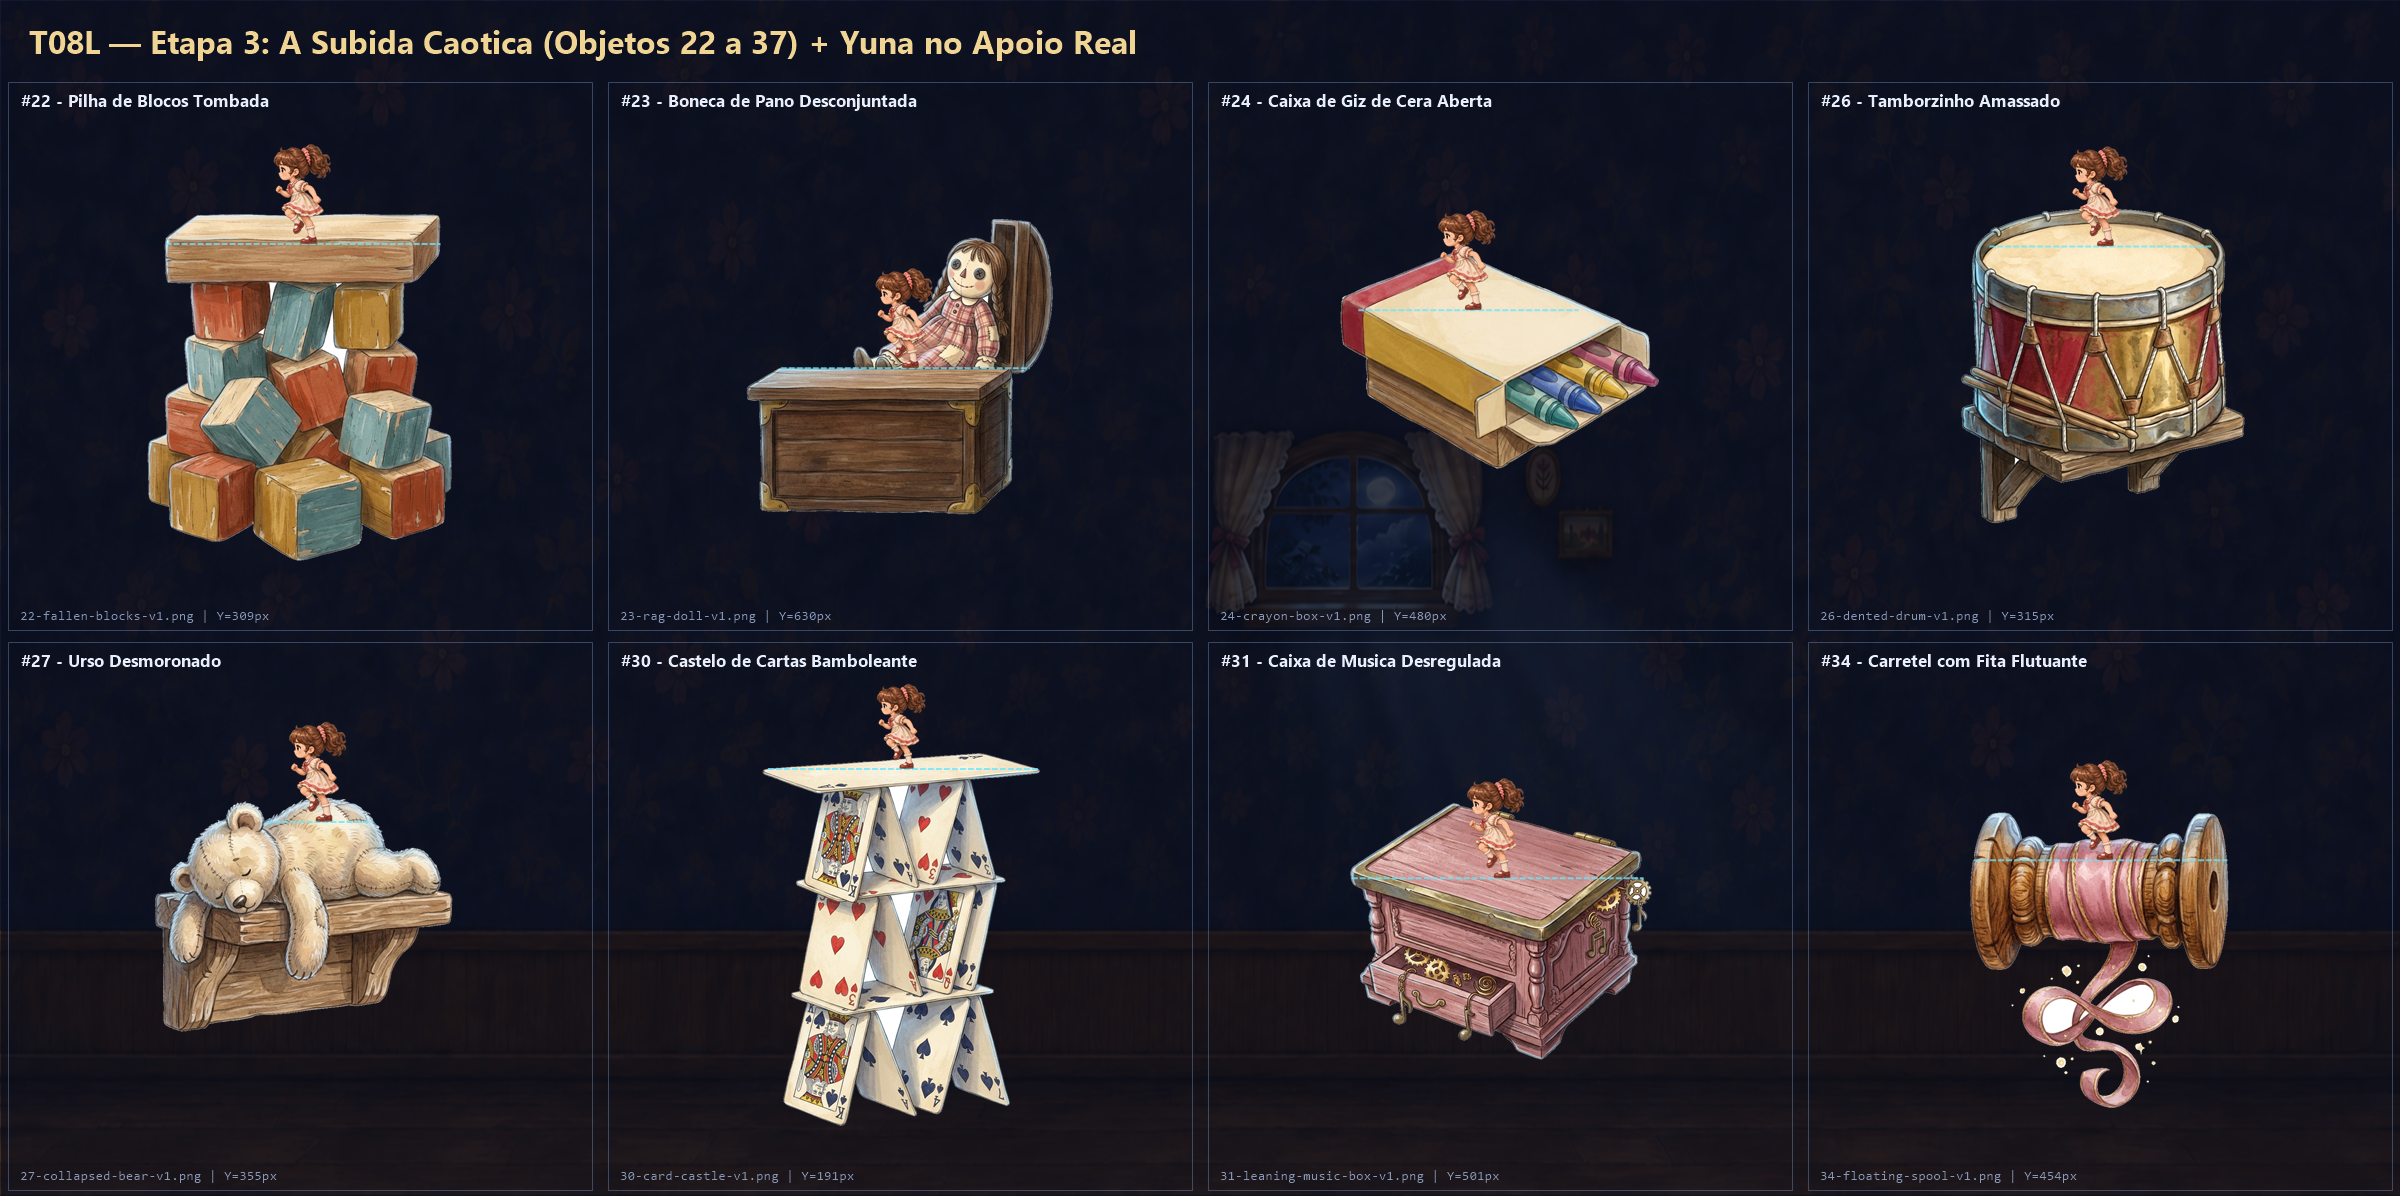 T08L — Etapa 3: A Subida Caotica (Objetos 22 a 37) + Yuna no Apoio Real
#22 - Pilha de Blocos Tombada
#23 - Boneca de Pano Desconjuntada
#24 - Caixa de Giz de Cera Aberta
#26 - Tamborzinho Amassado
22-fallen-blocks-v1.png | Y=309px
23-rag-doll-v1.png | Y=630px
24-crayon-box-v1.png | Y=480px
26-dented-drum-v1.png | Y=315px
#27 - Urso Desmoronado
#30 - Castelo de Cartas Bamboleante
#31 - Caixa de Musica Desregulada
#34 - Carretel com Fita Flutuante
27-collapsed-bear-v1.png | Y=355px
30-card-castle-v1.png | Y=191px
31-leaning-music-box-v1.png | Y=501px
34-floating-spool-v1.png | Y=454px